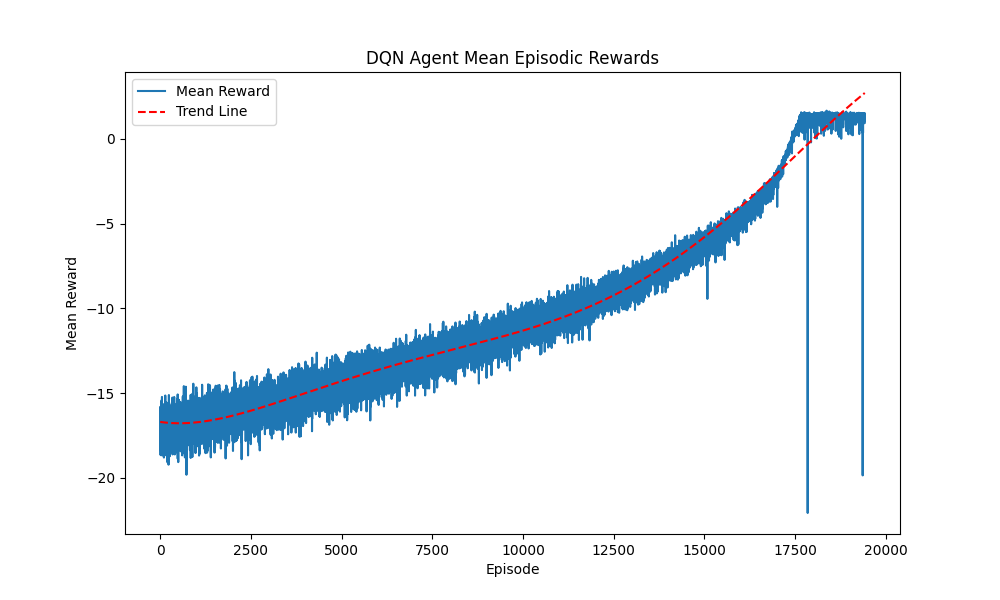 DQN Agent Mean Episodic Rewards
Mean Reward
Trend Line
Mean Reward
0
−5
−10
−15
−20
0 2500 5000 7500 10000 12500 15000 17500 20000
Episode